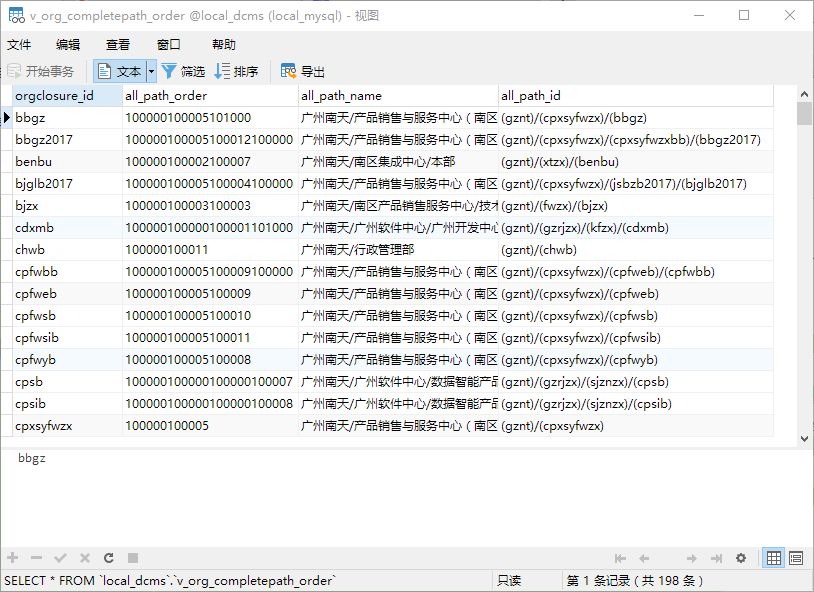 v_org_completepath_order @local_dcms (local_mysql) - 视图
文件 编辑 查看 窗口 帮助
开始事务 文本 筛选 排序 导出
orgclosure_id all_path_order all_path_name all_path_id
bbgz 100000100005101000 广州南天/产品销售与服务中心（南区 (gznt)/(cpxsyfwzx)/(bbgz)
bbgz2017 100000100005100012100000 广州南天/产品销售与服务中心（南区 (gznt)/(cpxsyfwzx)/(cpxsyfwzxbb)/(bbgz2017)
benbu 100000100002100007 广州南天/南区集成中心/本部 (gznt)/(xtzx)/(benbu)
bjglb2017 100000100005100004100000 广州南天/产品销售与服务中心（南区 (gznt)/(cpxsyfwzx)/(jsbzb2017)/(bjglb2017)
bjzx 100000100003100003 广州南天/南区产品销售服务中心/技术 (gznt)/(fwzx)/(bjzx)
cdxmb 100000100000100001101000 广州南天/广州软件中心/广州开发中心 (gznt)/(gzrjzx)/(kfzx)/(cdxmb)
chwb 100000100011 广州南天/行政管理部 (gznt)/(chwb)
cpfwbb 100000100005100009100000 广州南天/产品销售与服务中心（南区 (gznt)/(cpxsyfwzx)/(cpfweb)/(cpfwbb)
cpfweb 100000100005100009 广州南天/产品销售与服务中心（南区 (gznt)/(cpxsyfwzx)/(cpfweb)
cpfwsb 100000100005100010 广州南天/产品销售与服务中心（南区 (gznt)/(cpxsyfwzx)/(cpfwsb)
cpfwsib 100000100005100011 广州南天/产品销售与服务中心（南区 (gznt)/(cpxsyfwzx)/(cpfwsib)
cpfwyb 100000100005100008 广州南天/产品销售与服务中心（南区 (gznt)/(cpxsyfwzx)/(cpfwyb)
cpsb 100000100000100000100007 广州南天/广州软件中心/数据智能产品 (gznt)/(gzrjzx)/(sjznzx)/(cpsb)
cpsib 100000100000100000100008 广州南天/广州软件中心/数据智能产品 (gznt)/(gzrjzx)/(sjznzx)/(cpsib)
cpxsyfwzx 100000100005 广州南天/产品销售与服务中心（南区 (gznt)/(cpxsyfwzx)
bbgz
SELECT * FROM `local_dcms`.`v_org_completepath_order` 只读 第 1 条记录 ( 共 198 条 )